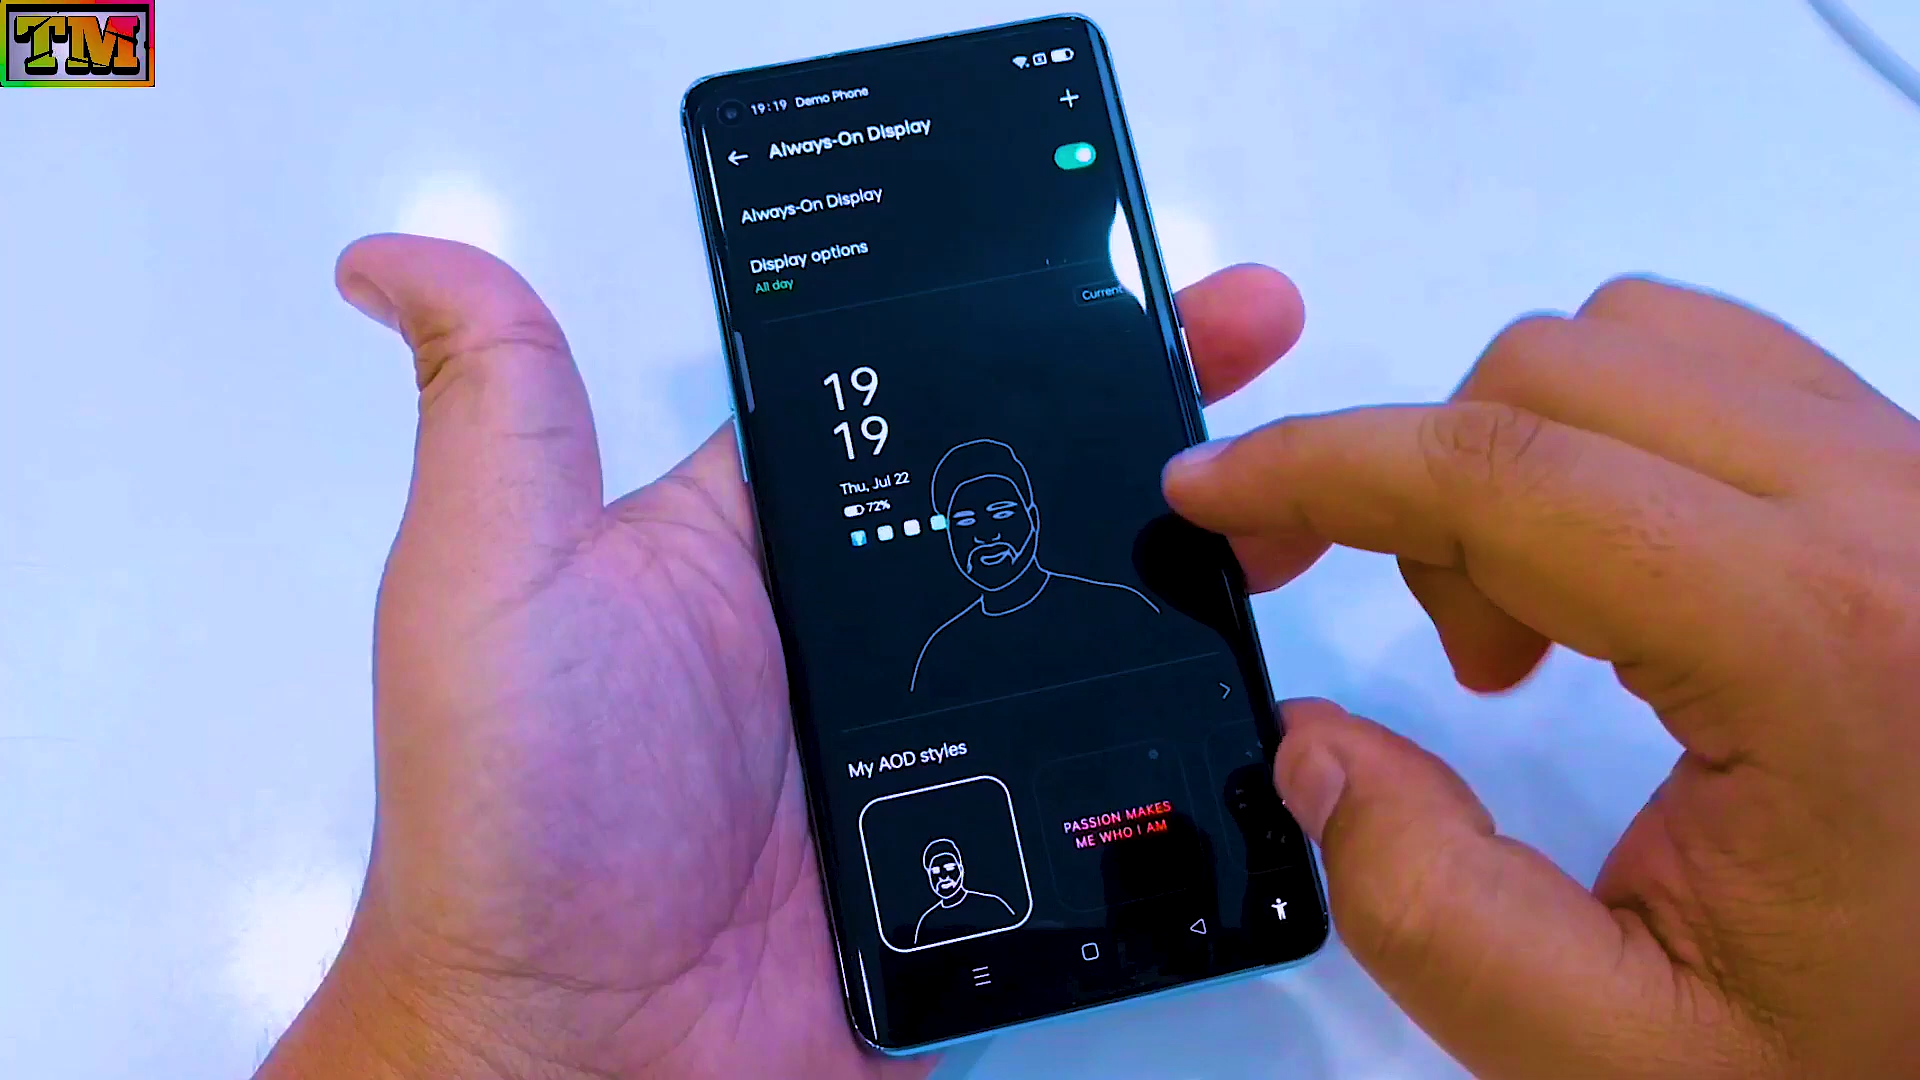 TM
19:19 Demo Phone
Always-On Display
Always-On Display
Display options
All day
Current
19
19
Thu, Jul 22
72%
My AOD styles
PASSION MAKES
ME WHO I AM